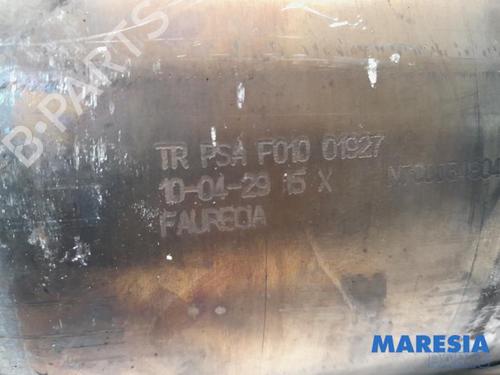 B-PARTS
TR PSA F010 01927
10-04-29 15 X
FAURECIA
MARESIA